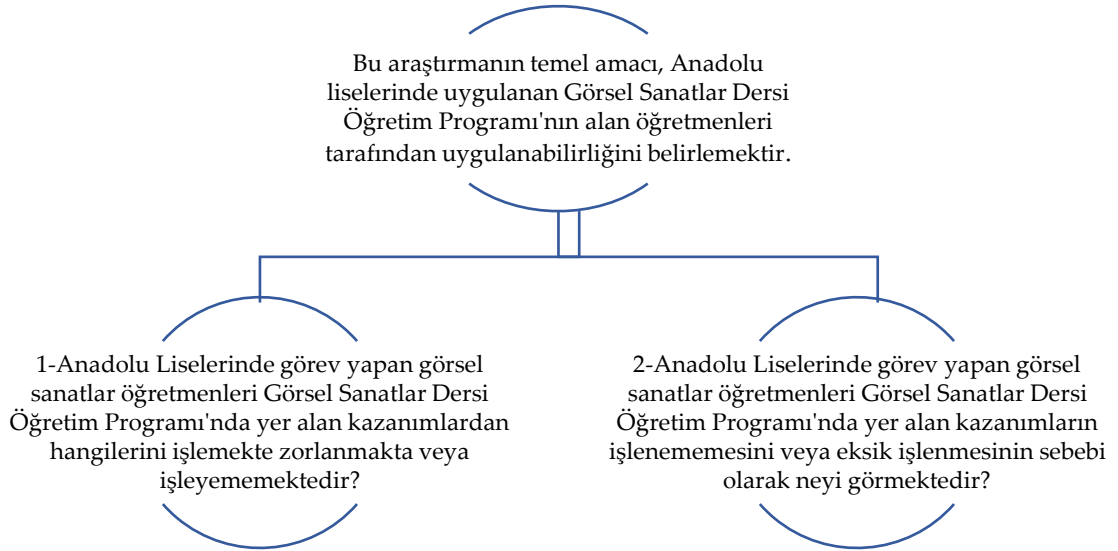 Bu araştırmanın temel amacı, Anadolu
liselerinde uygulanan Görsel Sanatlar Dersi
Öğretim Programı'nın alan öğretmenleri
tarafından uygulanabilirliğini belirlemektir.
1-Anadolu Liselerinde görev yapan görsel
sanatlar öğretmenleri Görsel Sanatlar Dersi
Öğretim Programı'nda yer alan kazanımlardan
hangilerini işlemekte zorlanmakta veya
işleyememektedir?
2-Anadolu Liselerinde görev yapan görsel
sanatlar öğretmenleri Görsel Sanatlar Dersi
Öğretim Programı'nda yer alan kazanımların
işlenememesini veya eksik işlenmesinin sebebi
olarak neyi görmektedir?